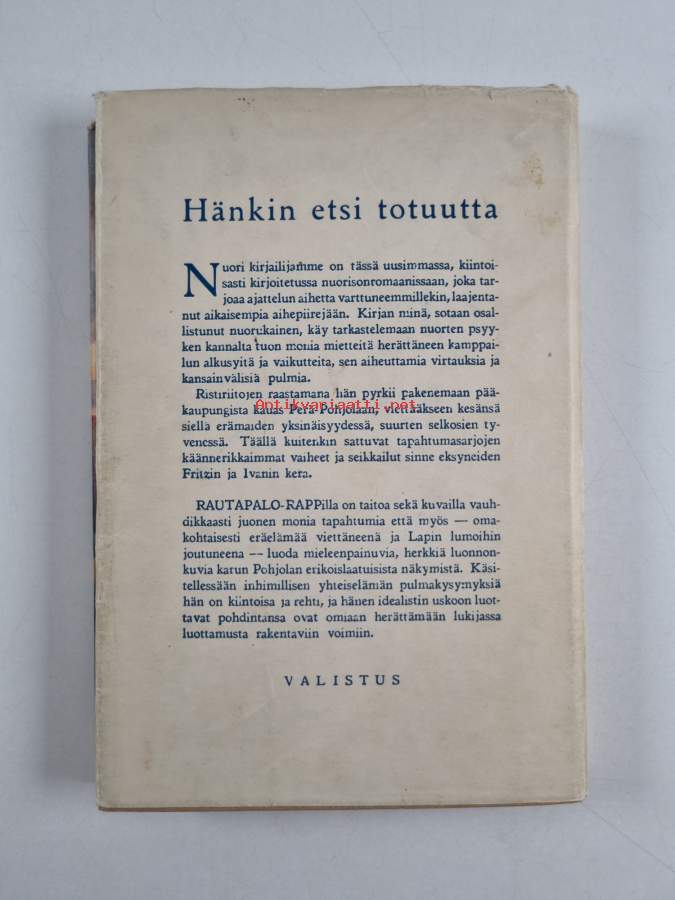 Hänkin etsi totuutta
Nuori kirjailijamme on tässä uusimmassa, kiintoi-
sasti kirjoitetussa nuorisonromaanissaan, joka tar-
joaa ajattelun aihetta varttuneemmillekin, laajenta-
nut aikaisempia aihepiirejään. Kirjan minä, sotaan osal-
listunut nuorukainen, käy tarkastelemaan nuorten psyy-
ken kannalta tuon monia mietteitä herättäneen kamppai-
lun alkusyitä ja vaikutteita, sen aiheuttamia virtauksia ja
kansainvälisiä pulmia.
Ristiriitojen raastamana hän pyrkii pakenemaan pää-
kaupungista kauas Perä-Pohjolaan, viettääkseen kesänsä
Antikvariaatti.net
siellä erämaiden yksinäisyydessä, suurten selkosien ty-
venessä. Täällä kuitenkin sattuvat tapahtumasarjojen
käännerikkaimmat vaiheet ja seikkailut sinne eksyneiden
Fritzin ja Ivanin kera.
RAUTAPALO-RAPPilla on taitoa sekä kuvailla vauh-
dikkaasti juonen monia tapahtumia että myös — oma-
kohtaisesti eräelämää viettäneenä ja Lapin lumoihin
joutuneena — luoda mieleenpainuvia, herkkiä luonnon-
kuvia karun Pohjolan erikoislaatuisista näkymistä. Käsi-
tellessään inhimillisen yhteiselämän pulmakysymyksiä
hän on kiintoisa ja rehti, ja hänen idealistin uskoon luot-
tavat pohdintansa ovat omiaan herättämään lukijassa
luottamusta rakentaviin voimiin.
VALISTUS